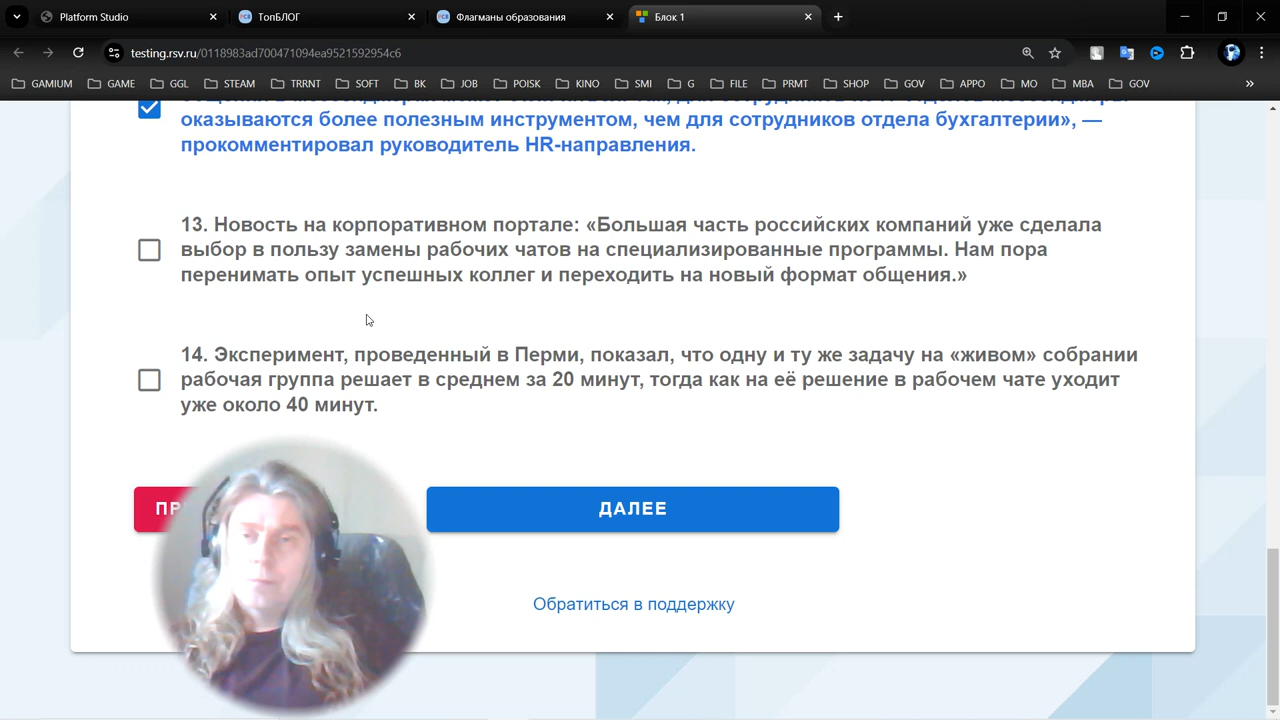 Platform Studio
ТопБЛОГ
Флагманы образования
Блок 1
testing.rsv.ru/0118983ad700471094ea9521592954c6
GAMIUM GAME GGL STEAM TRRNT SOFT BK JOB POISK KINO SMI G FILE PRMT SHOP GOV APPO MO MBA GOV
оказываются более полезным инструментом, чем для сотрудников отдела бухгалтерии», —
прокомментировал руководитель HR-направления.
13. Новость на корпоративном портале: «Большая часть российских компаний уже сделала
выбор в пользу замены рабочих чатов на специализированные программы. Нам пора
перенимать опыт успешных коллег и переходить на новый формат общения.»
14. Эксперимент, проведенный в Перми, показал, что одну и ту же задачу на «живом» собрании
рабочая группа решает в среднем за 20 минут, тогда как на её решение в рабочем чате уходит
уже около 40 минут.
ДАЛЕЕ
Обратиться в поддержку